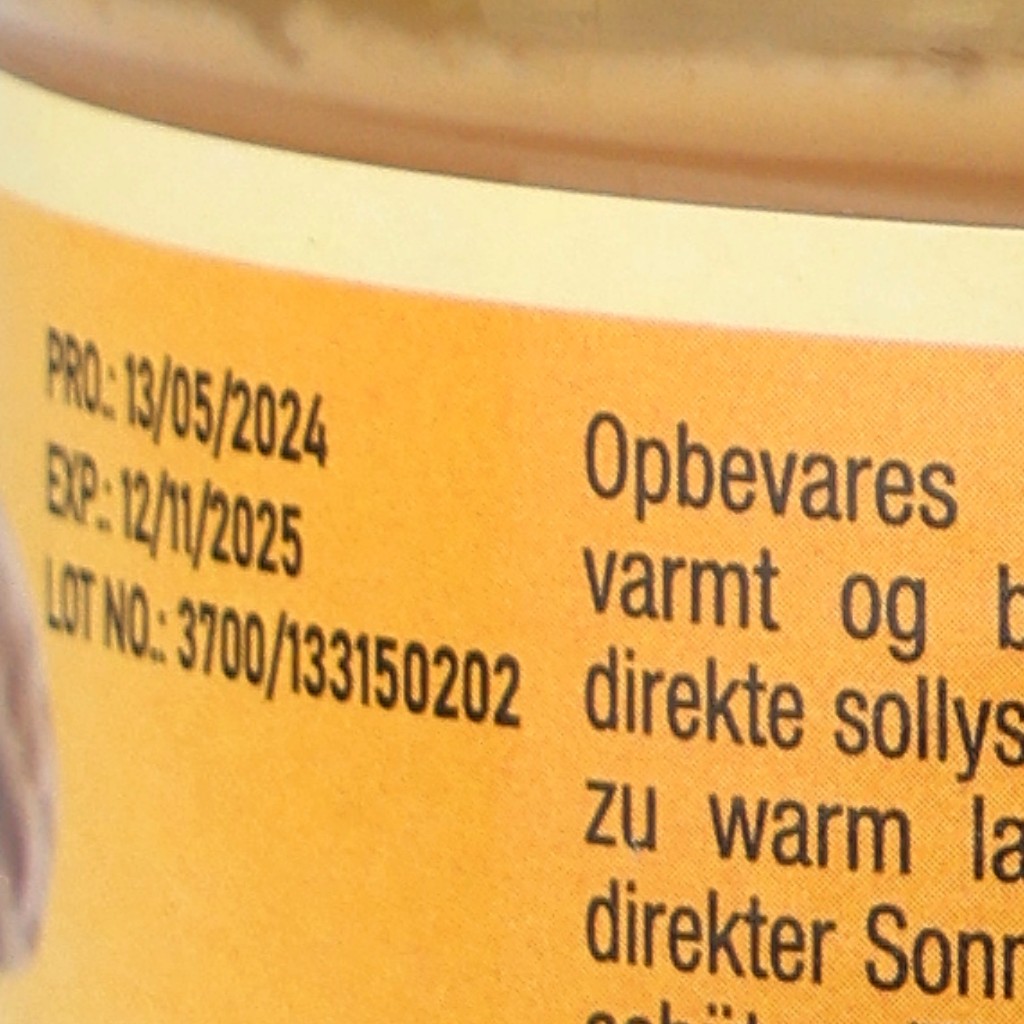 PRO.: 13/05/2024
EXP.: 12/11/2025
LOT NO.: 3700/133150202
Opbevares
varmt og
direkte
zu warm
direkter